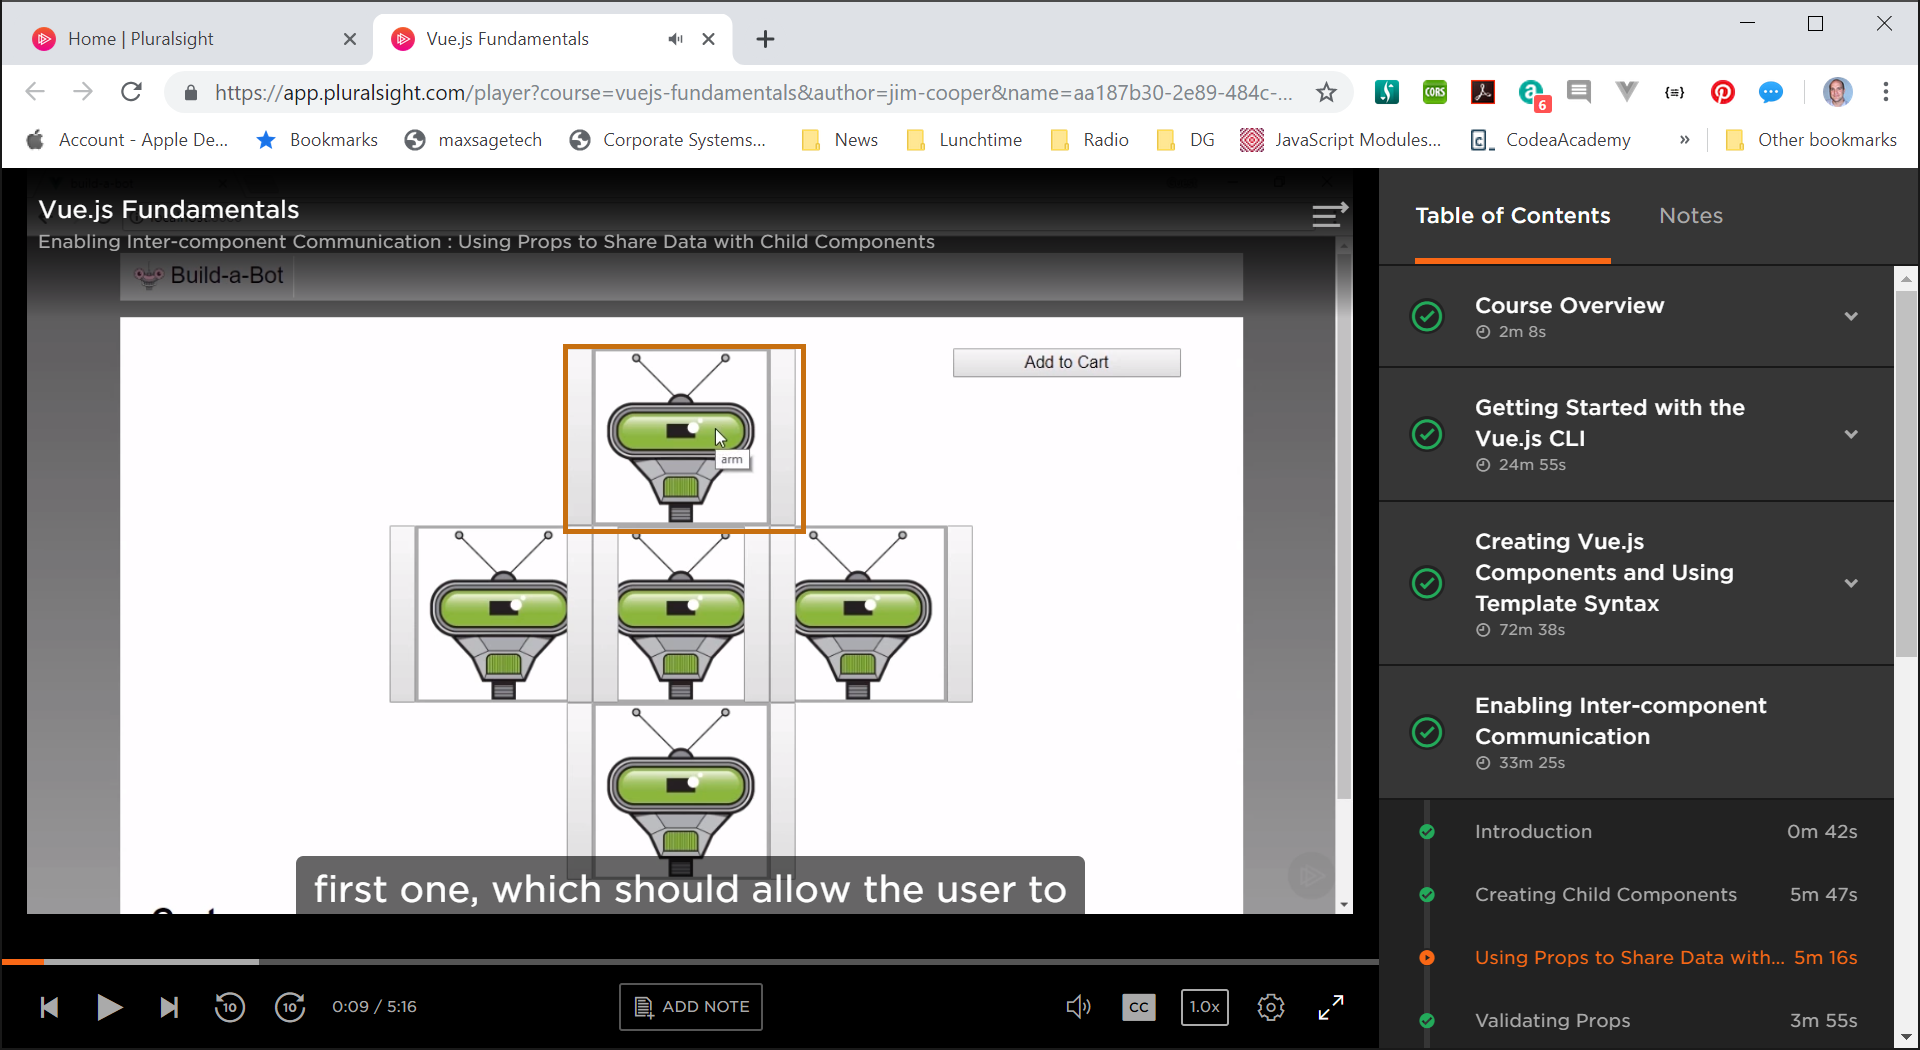 Home | Pluralsight
Vue.js Fundamentals
https://app.pluralsight.com/player?course=vuejs-fundamentals&author=jim-cooper&name=aa187b30-2e89-484c-...
CORS
6
{≡}
Account - Apple De...
Bookmarks
maxsagetech
Corporate Systems...
News
Lunchtime
Radio
DG
JavaScript Modules...
CodeaAcademy
»
Other bookmarks
Vue.js Fundamentals
Enabling Inter-component Communication : Using Props to Share Data with Child Components
Build-a-Bot
Add to Cart
arm
first one, which should allow the user to
10
10
0:09 / 5:16
ADD NOTE
CC
1.0x
Table of Contents
Notes
Course Overview
2m 8s
Getting Started with the
Vue.js CLI
24m 55s
Creating Vue.js
Components and Using
Template Syntax
72m 38s
Enabling Inter-component
Communication
33m 25s
Introduction 0m 42s
Creating Child Components 5m 47s
Using Props to Share Data with... 5m 16s
Validating Props 3m 55s